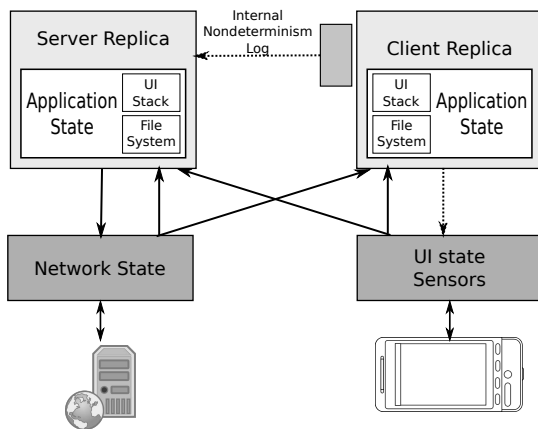 Server Replica
Internal
Nondeterminism
Log
Client Replica
Application
State
UI
Stack
File
System
UI
Stack
File
System
Application
State
Network State
UI state
Sensors